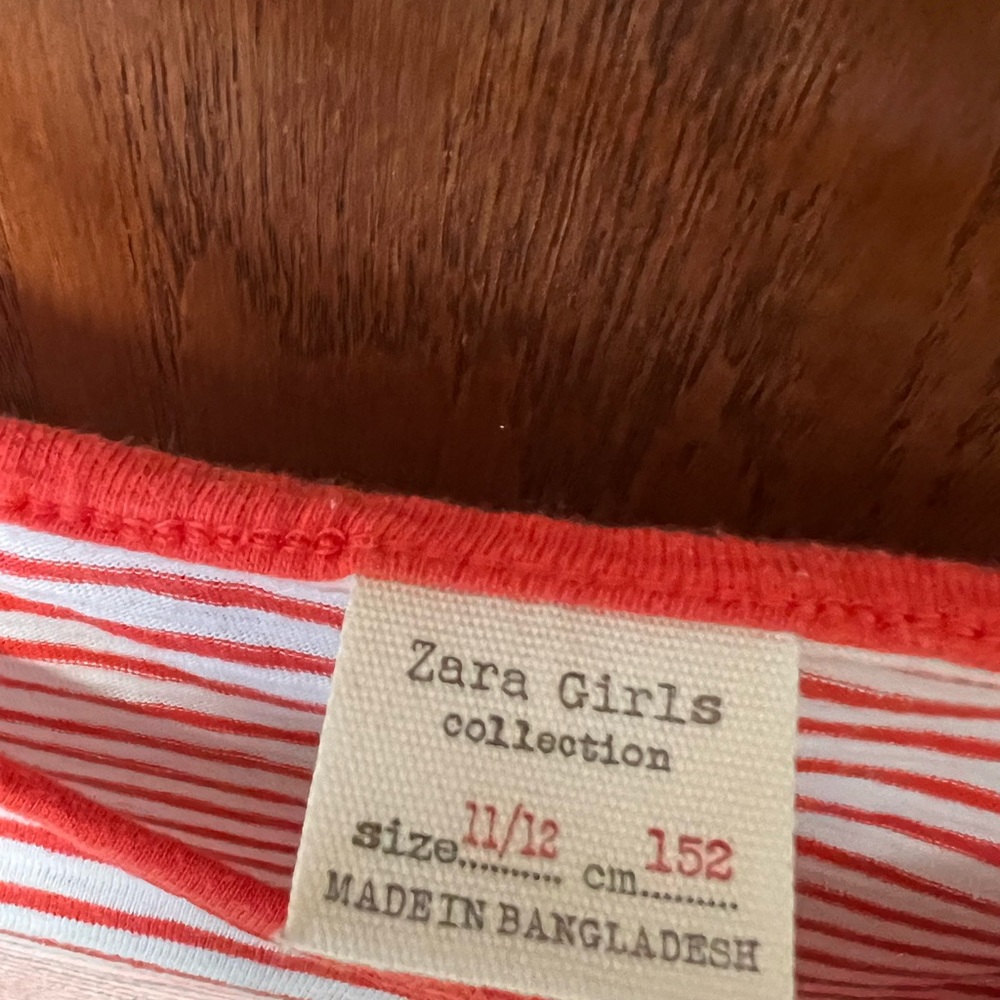 Zara Girls
collection
size..........11/12 cm.........152
MADE IN BANGLADESH